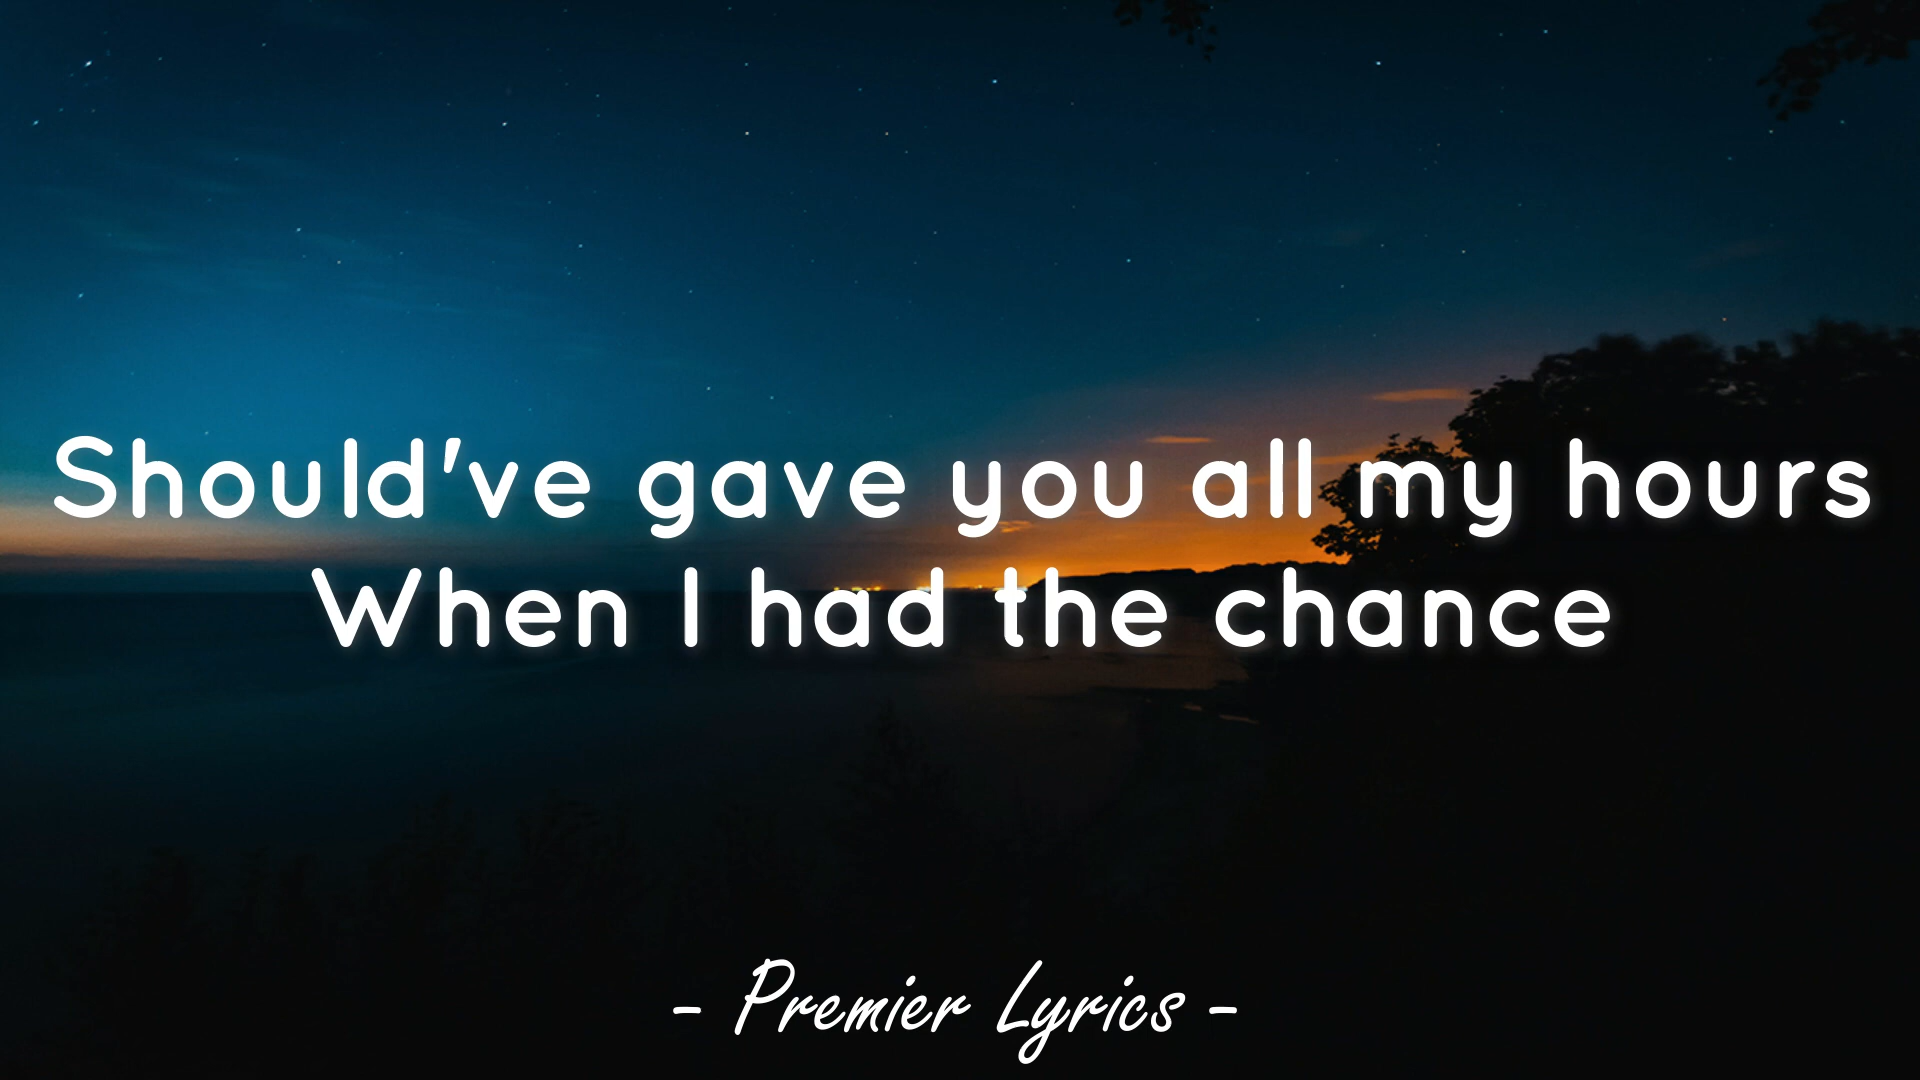 Should've gave you all my hours
When I had the chance
- Premier Lyrics -